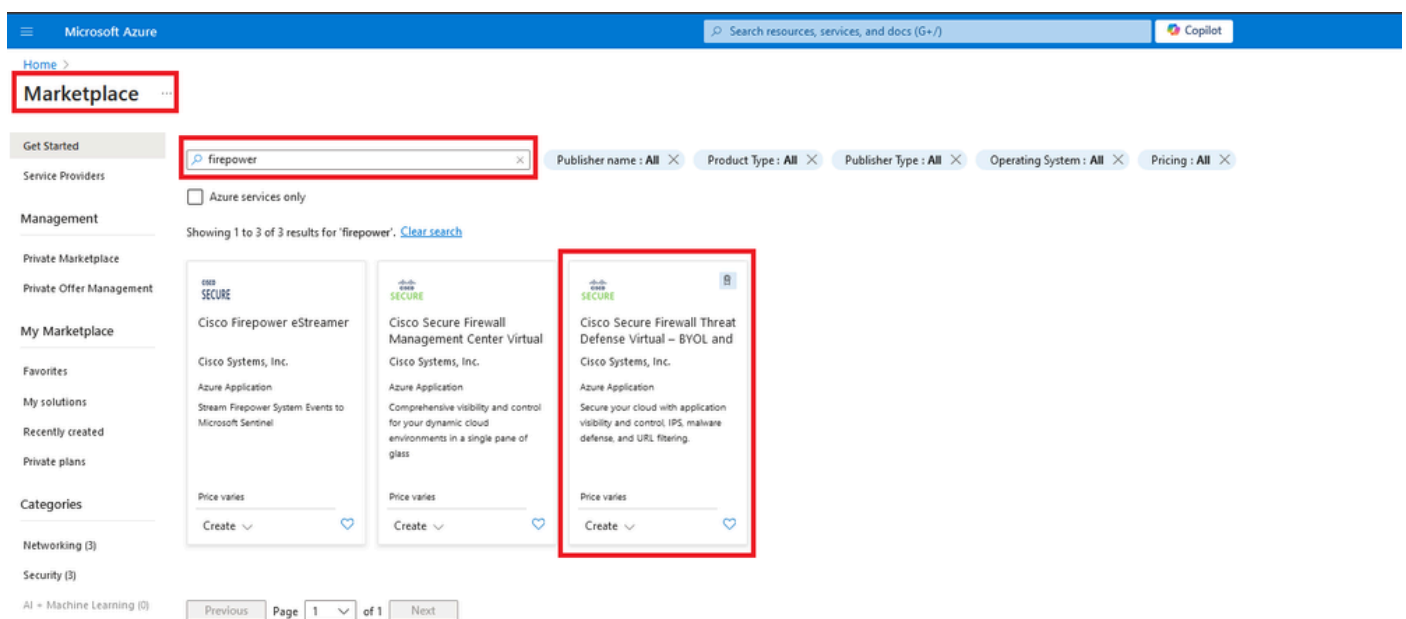 Microsoft Azure
Search resources, services, and docs (G+/)
Copilot
Home >
Marketplace ...
Get Started
Service Providers
Management
Private Marketplace
Private Offer Management
My Marketplace
Favorites
My solutions
Recently created
Private plans
Categories
Networking (3)
Security (3)
AI + Machine Learning (0)
firepower
Publisher name : All
Product Type : All
Publisher Type : All
Operating System : All
Pricing : All
Azure services only
Showing 1 to 3 of 3 results for 'firepower'. Clear search
CISCO
SECURE
Cisco Firepower eStreamer
Cisco Systems, Inc.
Azure Application
Stream Firepower System Events to
Microsoft Sentinel
Price varies
Create
CISCO
SECURE
Cisco Secure Firewall
Management Center Virtual
Cisco Systems, Inc.
Azure Application
Comprehensive visibility and control
for your dynamic cloud
environments in a single pane of
glass
Price varies
Create
CISCO
SECURE
Cisco Secure Firewall Threat
Defense Virtual – BYOL and
Cisco Systems, Inc.
Azure Application
Secure your cloud with application
visibility and control, IPS, malware
defense, and URL filtering.
Price varies
Create
Previous Page 1 of 1 Next